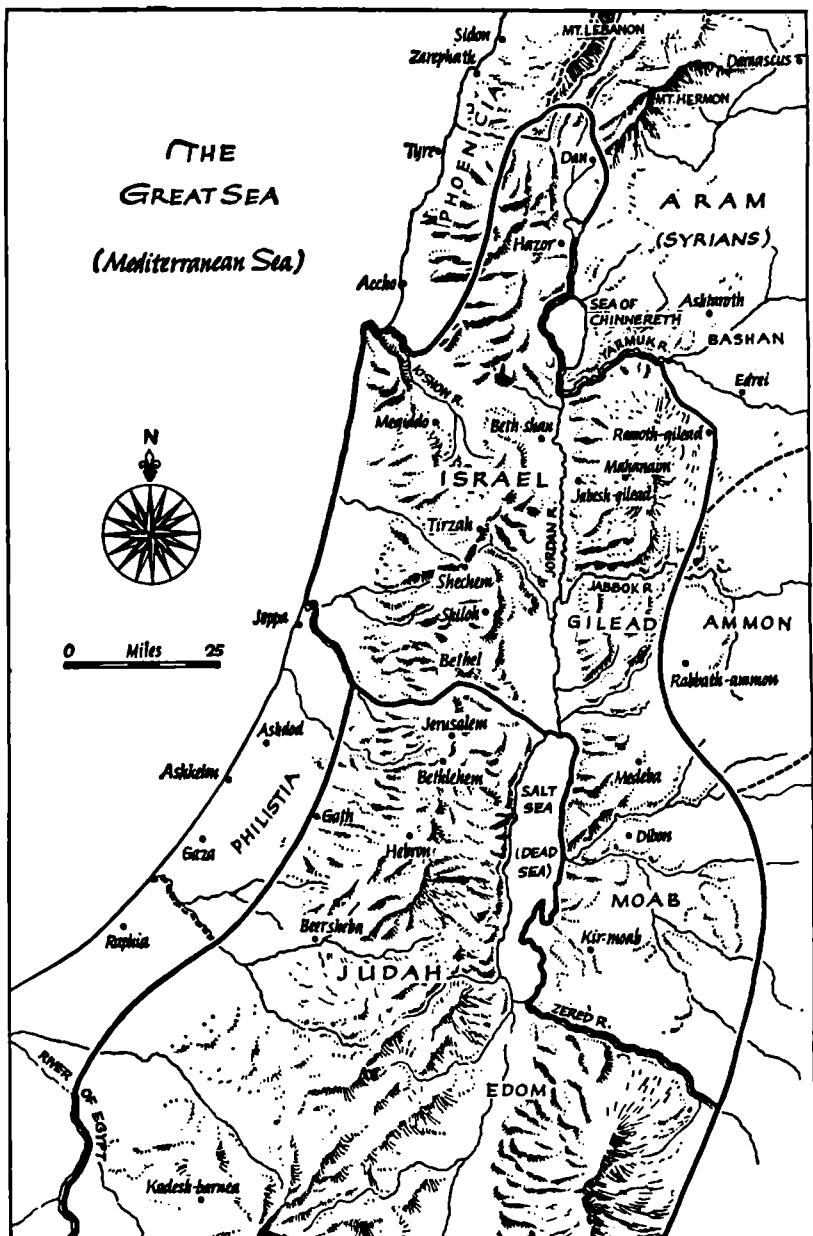 Sidon
MT. LEBANON
Zarephath
Damascus
MT. HERMON
THE
GREAT SEA
(Mediterranean Sea)
Tyre
PHOENICIA
Dan
ARAM
(SYRIANS)
Hazor
Accho
SEA OF
CHINNERETH
Ashtaroth
BASHAN
YARMUK R.
Edrei
KISHON R.
Megiddo
Beth-shan
Ramoth-gilead
N
ISRAEL
Mahanaim
Jabesh-gilead
Tirzah
JORDAN R.
Shechem
JABBOK R.
Joppa
Shiloh
GILEAD
AMMON
0 Miles 25
Bethel
Rabbath-ammon
Ashdod
Jerusalem
Ashkelon
Bethlehem
Medeba
SALT
SEA
PHILISTIA
Gath
Gaza
Hebron
(DEAD
SEA)
Dibon
MOAB
Raphia
Beersheba
Kir-moab
JUDAH
ZERED R.
RIVER OF EGYPT
EDOM
Kadesh-barnea